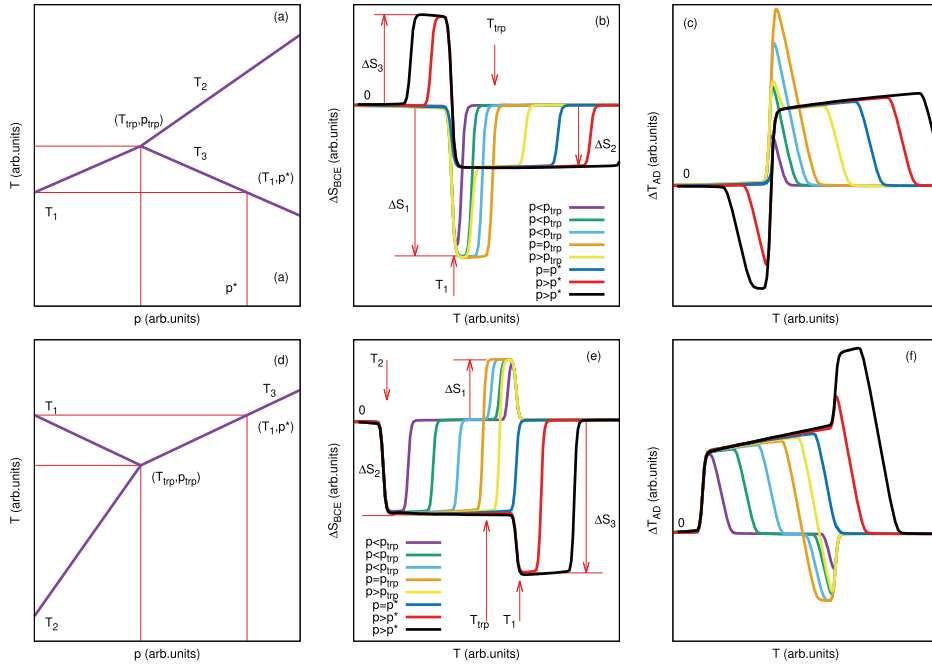 (a)
T (arb.units)
T2
(Ttrp,ptrp)
T3
(T1,p*)
T1
(a)
p*
p (arb.units)
(b)
ΔSBCE (arb.units)
ΔS3
Ttrp
0
ΔS2
ΔS1
p<ptrp
p<ptrp
p<ptrp
p=ptrp
p>ptrp
p=p*
p>p*
p>p*
T1
T (arb.units)
(c)
ΔTAD (arb.units)
0
T (arb.units)
(d)
T (arb.units)
T3
T1
(T1,p*)
(Ttrp,ptrp)
T2
p (arb.units)
(e)
ΔSBCE (arb.units)
T2
ΔS1
0
ΔS2
ΔS3
p<ptrp
p<ptrp
p<ptrp
p=ptrp
p>ptrp
p=p*
p>p*
p>p*
Ttrp
T1
T (arb.units)
(f)
ΔTAD (arb.units)
0
T (arb.units)